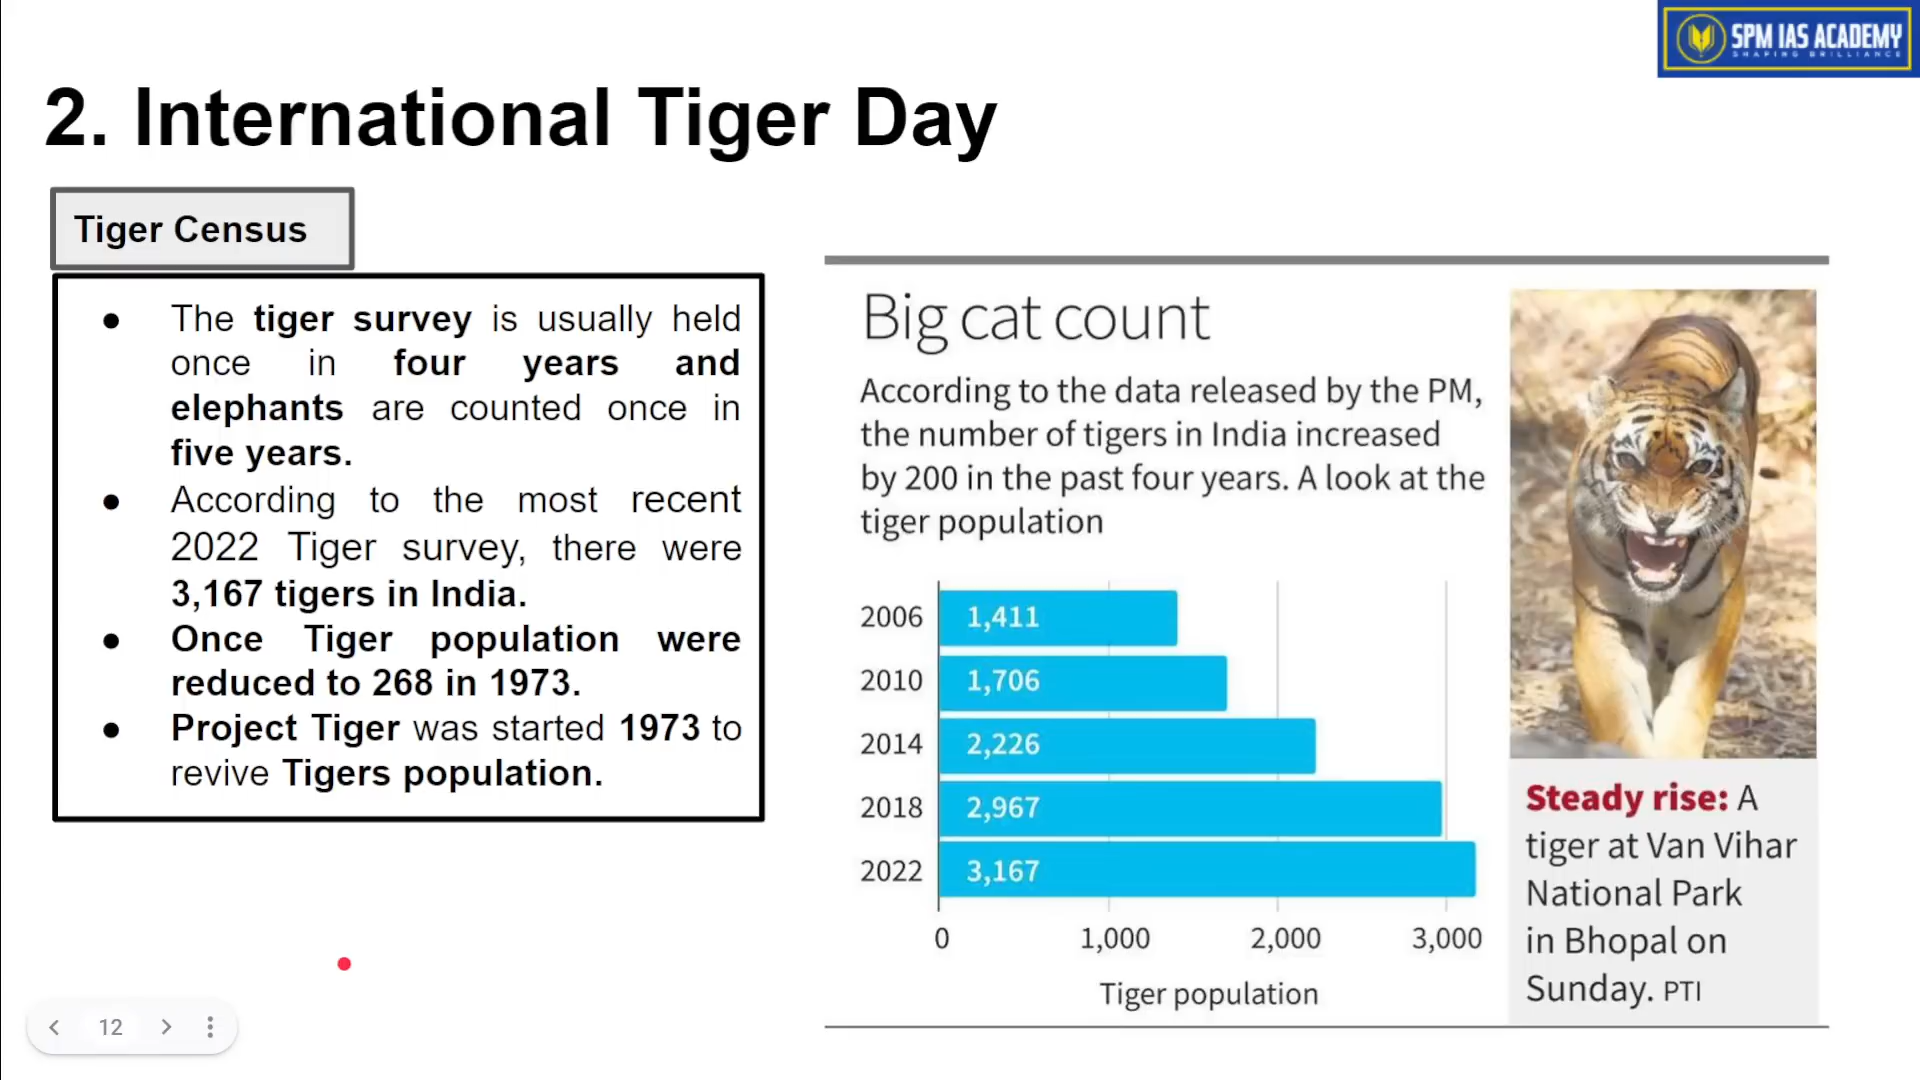 SPM IAS ACADEMY
SHAPING BRILLIANCE
2. International Tiger Day
Tiger Census
● The tiger survey is usually held
once in four years and
elephants are counted once in
five years.
● According to the most recent
2022 Tiger survey, there were
3,167 tigers in India.
● Once Tiger population were
reduced to 268 in 1973.
● Project Tiger was started 1973 to
revive Tigers population.
Big cat count
According to the data released by the PM,
the number of tigers in India increased
by 200 in the past four years. A look at the
tiger population
2006 1,411
2010 1,706
2014 2,226
2018 2,967
2022 3,167
0 1,000 2,000 3,000
Tiger population
Steady rise: A
tiger at Van Vihar
National Park
in Bhopal on
Sunday. PTI
12